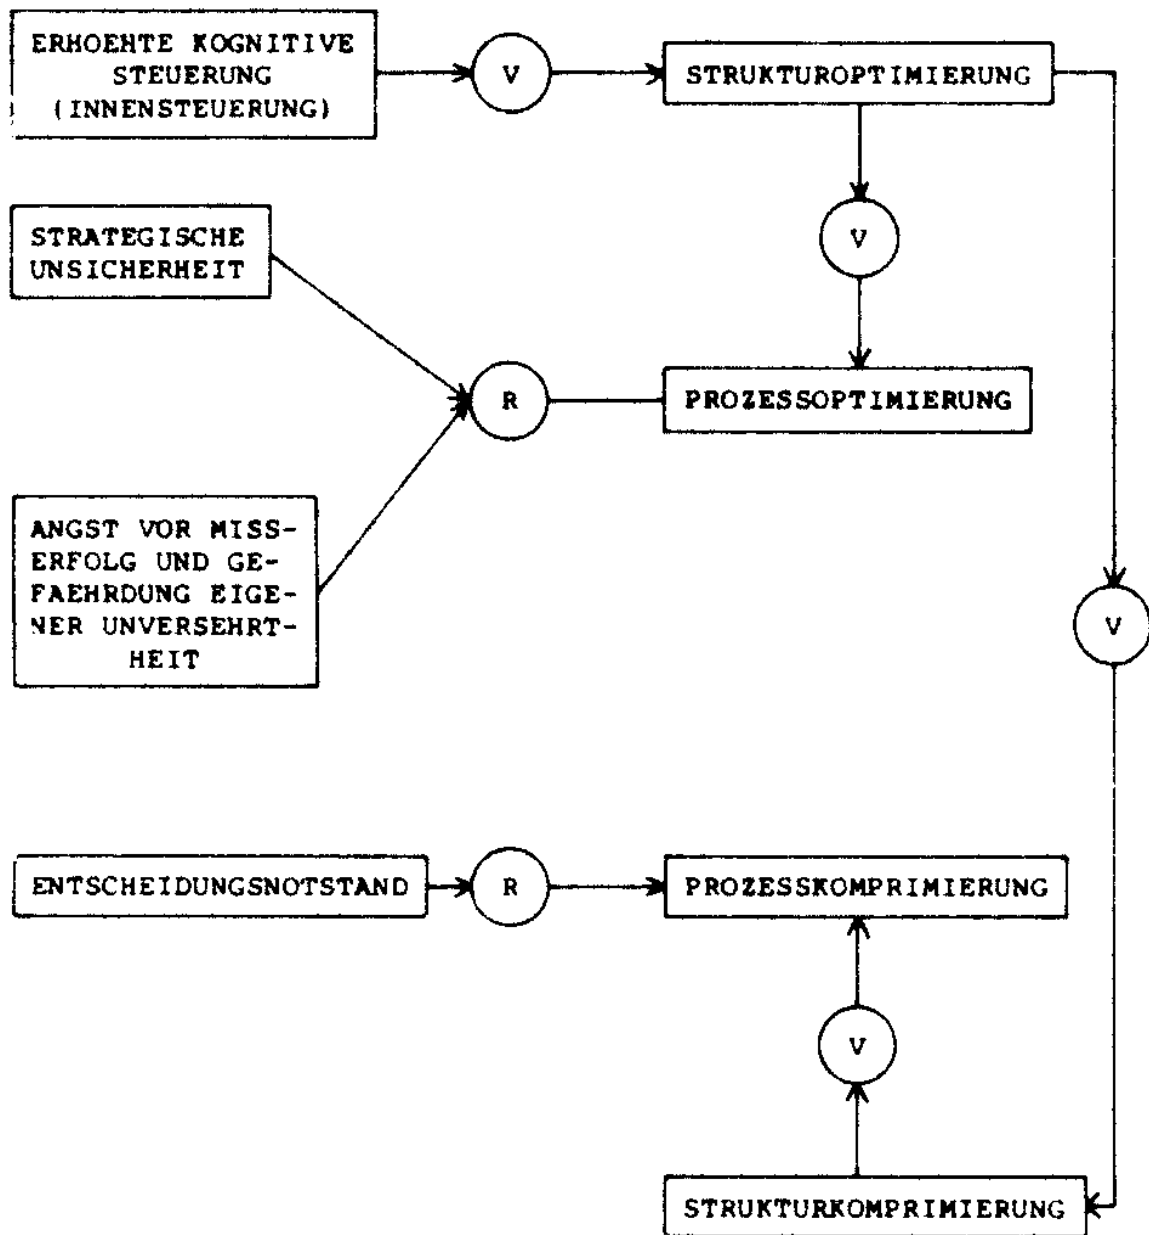 ERHOEHTE KOGNITIVE
STEUERUNG
(INNENSTEUERUNG)
V
STRUKTUROPTIMIERUNG
STRATEGISCHE
UNSICHERHEIT
V
R
PROZESSOPTIMIERUNG
ANGST VOR MISS-
ERFOLG UND GE-
FAEHRDUNG EIGE-
NER UNVERSEHRT-
HEIT
V
ENTSCHEIDUNGSNOTSTAND
R
PROZESSKOMPRIMIERUNG
V
STRUKTURKOMPRIMIERUNG